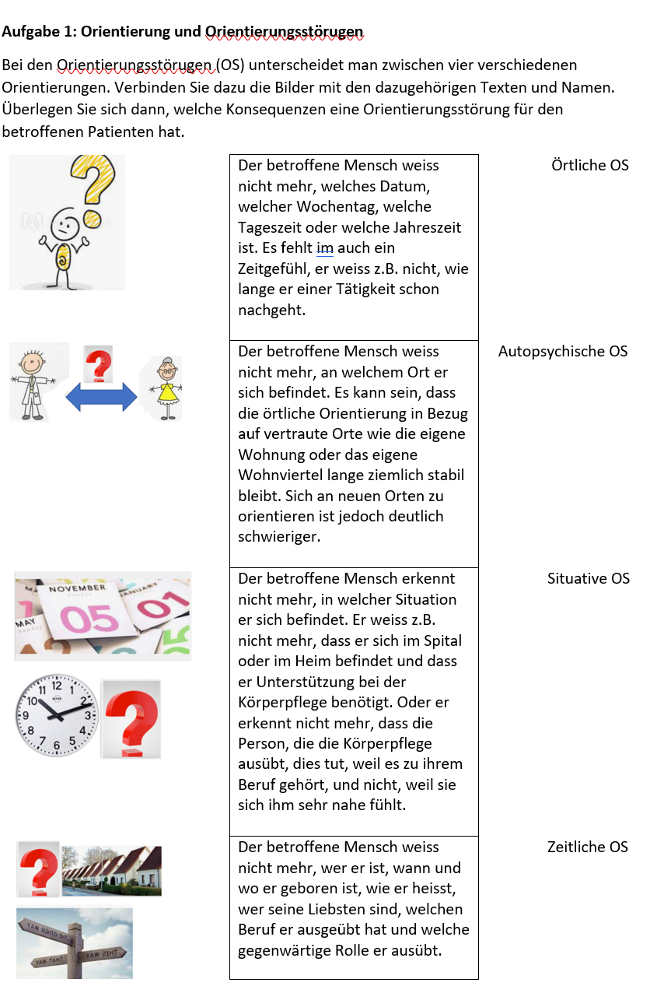 Aufgabe 1: Orientierung und Orientierungsstörugen
Bei den Orientierungsstörugen (OS) unterscheidet man zwischen vier verschiedenen
Orientierungen. Verbinden Sie dazu die Bilder mit den dazugehörigen Texten und Namen.
Überlegen Sie sich dann, welche Konsequenzen eine Orientierungsstörung für den
betroffenen Patienten hat.
Der betroffene Mensch weiss
nicht mehr, welches Datum,
welcher Wochentag, welche
Tageszeit oder welche Jahreszeit
ist. Es fehlt im auch ein
Zeitgefühl, er weiss z.B. nicht, wie
lange er einer Tätigkeit schon
nachgeht.
Örtliche OS
?
?
Der betroffene Mensch weiss
nicht mehr, an welchem Ort er
sich befindet. Es kann sein, dass
die örtliche Orientierung in Bezug
auf vertraute Orte wie die eigene
Wohnung oder das eigene
Wohnviertel lange ziemlich stabil
bleibt. Sich an neuen Orten zu
orientieren ist jedoch deutlich
schwieriger.
Autopsychische OS
NOVEMBER
Sunday
05
JANUARY
01
MAY
Sunday
12
1
2
3
4
5
6
7
8
9
10
11
?
Der betroffene Mensch erkennt
nicht mehr, in welcher Situation
er sich befindet. Er weiss z.B.
nicht mehr, dass er sich im Spital
oder im Heim befindet und dass
er Unterstützung bei der
Körperpflege benötigt. Oder er
erkennt nicht mehr, dass die
Person, die die Körperpflege
ausübt, dies tut, weil es zu ihrem
Beruf gehört, und nicht, weil sie
sich ihm sehr nahe fühlt.
Situative OS
?
THE OTHER WAY
THAT WAY
THIS WAY
Der betroffene Mensch weiss
nicht mehr, wer er ist, wann und
wo er geboren ist, wie er heisst,
wer seine Liebsten sind, welchen
Beruf er ausgeübt hat und welche
gegenwärtige Rolle er ausübt.
Zeitliche OS